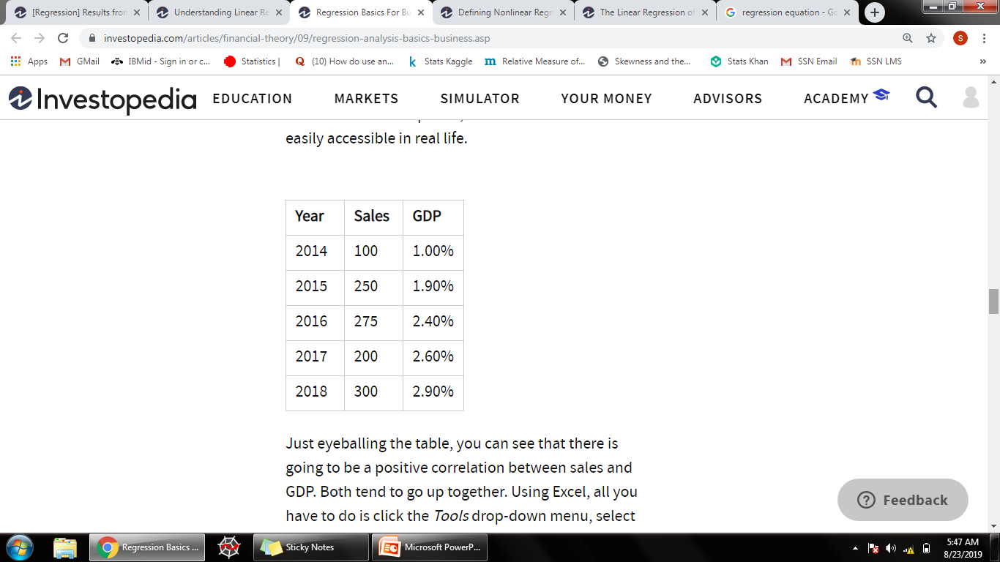 [Regression] Results from
Understanding Linear Re
Regression Basics For Bu
Defining Nonlinear Regr
The Linear Regression o
regression equation - Go
investopedia.com/articles/financial-theory/09/regression-analysis-basics-business.asp
S
Apps GMail IBMid - Sign in or c... Statistics | (10) How do use an... Stats Kaggle Relative Measure of... Skewness and the... Stats Khan SSN Email SSN LMS »
Investopedia EDUCATION MARKETS SIMULATOR YOUR MONEY ADVISORS ACADEMY
easily accessible in real life.
Year Sales GDP
2014 100 1.00%
2015 250 1.90%
2016 275 2.40%
2017 200 2.60%
2018 300 2.90%
Just eyeballing the table, you can see that there is
going to be a positive correlation between sales and
GDP. Both tend to go up together. Using Excel, all you
have to do is click the Tools drop-down menu, select
Feedback
Regression Basics ... Sticky Notes Microsoft PowerP...
5:47 AM
8/23/2019